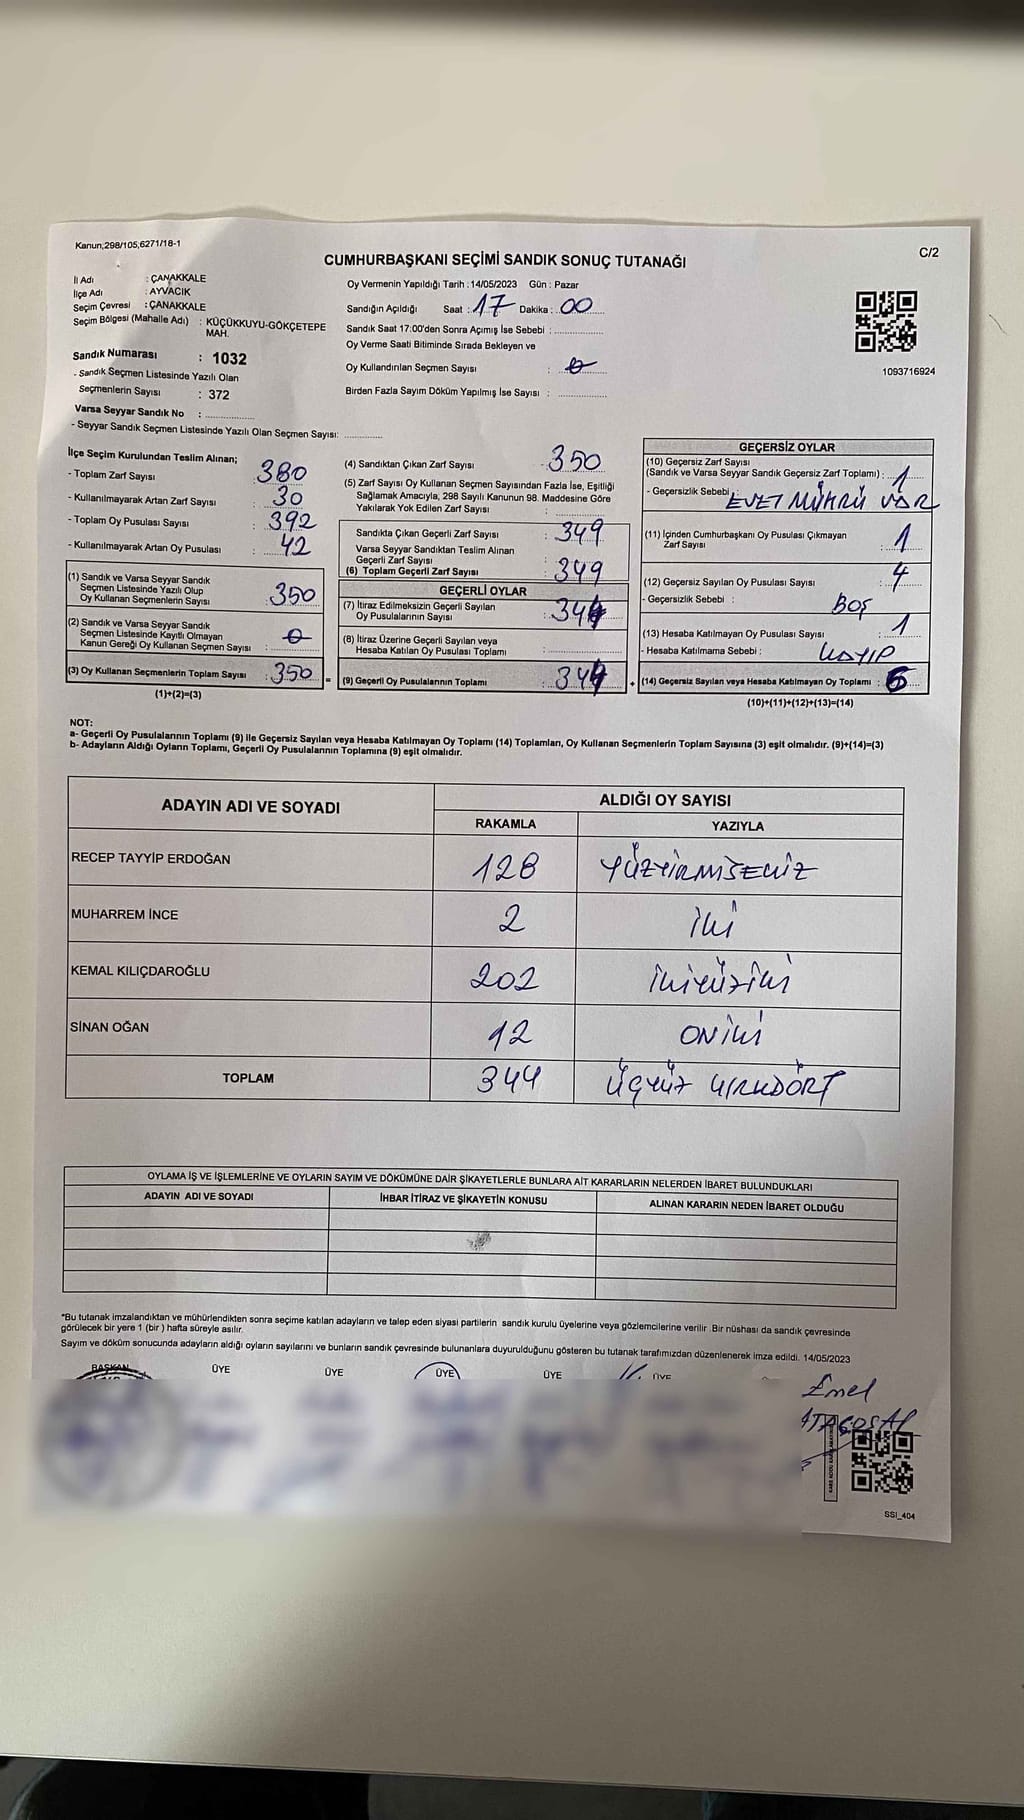 Kanun;298/105,6271/18-1
CUMHURBAŞKANI SEÇİMİ SANDIK SONUÇ TUTANAĞI
C/2
İl Adı : ÇANAKKALE
İlçe Adı : AYVACIK
Seçim Çevresi : ÇANAKKALE
Seçim Bölgesi (Mahalle Adı) : KÜÇÜKKUYU-GÖKÇETEPE
MAH.
Sandık Numarası : 1032
- Sandık Seçmen Listesinde Yazılı Olan
Seçmenlerin Sayısı : 372
Varsa Seyyar Sandık No :
- Seyyar Sandık Seçmen Listesinde Yazılı Olan Seçmen Sayısı:
Oy Vermenin Yapıldığı Tarih : 14/05/2023 Gün : Pazar
Sandığın Açıldığı Saat : 17 Dakika : 00
Sandık Saat 17:00'den Sonra Açımış İse Sebebi :
Oy Verme Saati Bitiminde Sırada Bekleyen ve
Oy Kullandırılan Seçmen Sayısı : 0
Birden Fazla Sayım Döküm Yapılmış İse Sayısı :
1093716924
İlçe Seçim Kurulundan Teslim Alınan;
- Toplam Zarf Sayısı : 380
- Kullanılmayarak Artan Zarf Sayısı : 30
- Toplam Oy Pusulası Sayısı : 392
- Kullanılmayarak Artan Oy Pusulası : 42
(1) Sandık ve Varsa Seyyar Sandık
Seçmen Listesinde Yazılı Olup
Oy Kullanan Seçmenlerin Sayısı : 350
(2) Sandık ve Varsa Seyyar Sandık
Seçmen Listesinde Kayıtlı Olmayan
Kanun Gereği Oy Kullanan Seçmen Sayısı : 0
(3) Oy Kullanan Seçmenlerin Toplam Sayısı : 350
(1)+(2)=(3)
(4) Sandıktan Çıkan Zarf Sayısı : 350
(5) Zarf Sayısı Oy Kullanan Seçmen Sayısından Fazla İse, Eşitliği
Sağlamak Amacıyla, 298 Sayılı Kanunun 98. Maddesine Göre
Yakılarak Yok Edilen Zarf Sayısı :
Sandıkta Çıkan Geçerli Zarf Sayısı : 349
Varsa Seyyar Sandıktan Teslim Alınan
Geçerli Zarf Sayısı :
(6) Toplam Geçerli Zarf Sayısı : 349
GEÇERLİ OYLAR
(7) İtiraz Edilmeksizin Geçerli Sayılan
Oy Pusulalarının Sayısı : 344
(8) İtiraz Üzerine Geçerli Sayılan veya
Hesaba Katılan Oy Pusulası Toplamı :
= (9) Geçerli Oy Pusulalarının Toplamı : 344
GEÇERSİZ OYLAR
(10) Geçersiz Zarf Sayısı
(Sandık ve Varsa Seyyar Sandık Geçersiz Zarf Toplamı) : 1
- Geçersizlik Sebebi : EVET MÜHRÜ VAR
(11) İçinden Cumhurbaşkanı Oy Pusulası Çıkmayan
Zarf Sayısı : 1
(12) Geçersiz Sayılan Oy Pusulası Sayısı : 4
- Geçersizlik Sebebi : BOŞ
(13) Hesaba Katılmayan Oy Pusulası Sayısı : 1
- Hesaba Katılmama Sebebi : KAYIP
+ (14) Geçersiz Sayılan veya Hesaba Katılmayan Oy Toplamı :
(10)+(11)+(12)+(13)=(14)
NOT:
a- Geçerli Oy Pusulalarının Toplamı (9) ile Geçersiz Sayılan veya Hesaba Katılmayan Oy Toplamı (14) Toplamları, Oy Kullanan Seçmenlerin Toplam Sayısına (3) eşit olmalıdır. (9)+(14)=(3)
b- Adayların Aldığı Oyların Toplamı, Geçerli Oy Pusulalarının Toplamına (9) eşit olmalıdır.
ADAYIN ADI VE SOYADI
ALDIĞI OY SAYISI
RAKAMLA YAZIYLA
RECEP TAYYİP ERDOĞAN 128 YÜZYİRMİSEKİZ
MUHARREM İNCE 2 İKİ
KEMAL KILIÇDAROĞLU 202 İKİYÜZİKİ
SİNAN OĞAN 12 ONİKİ
TOPLAM 344 ÜÇYÜZ KIRKDÖRT
OYLAMA İŞ VE İŞLEMLERİNE VE OYLARIN SAYIM VE DÖKÜMÜNE DAİR ŞİKAYETLERLE BUNLARA AİT KARARLARIN NELERDEN İBARET BULUNDUKLARI
ADAYIN ADI VE SOYADI İHBAR İTİRAZ VE ŞİKAYETİN KONUSU ALINAN KARARIN NEDEN İBARET OLDUĞU
*Bu tutanak imzalandıktan ve mühürlendikten sonra seçime katılan adayların ve talep eden siyasi partilerin sandık kurulu üyelerine veya gözlemcilerine verilir. Bir nüshası da sandık çevresinde
görülecek bir yere 1 (bir ) hafta süreyle asılır.
Sayım ve döküm sonucunda adayların aldığı oyların sayılarını ve bunların sandık çevresinde bulunanlara duyurulduğunu gösteren bu tutanak tarafımızdan düzenlenerek imza edildi. 14/05/2023
BAŞKAN ÜYE ÜYE ÜYE ÜYE ÜYE
Emel
SSI_404